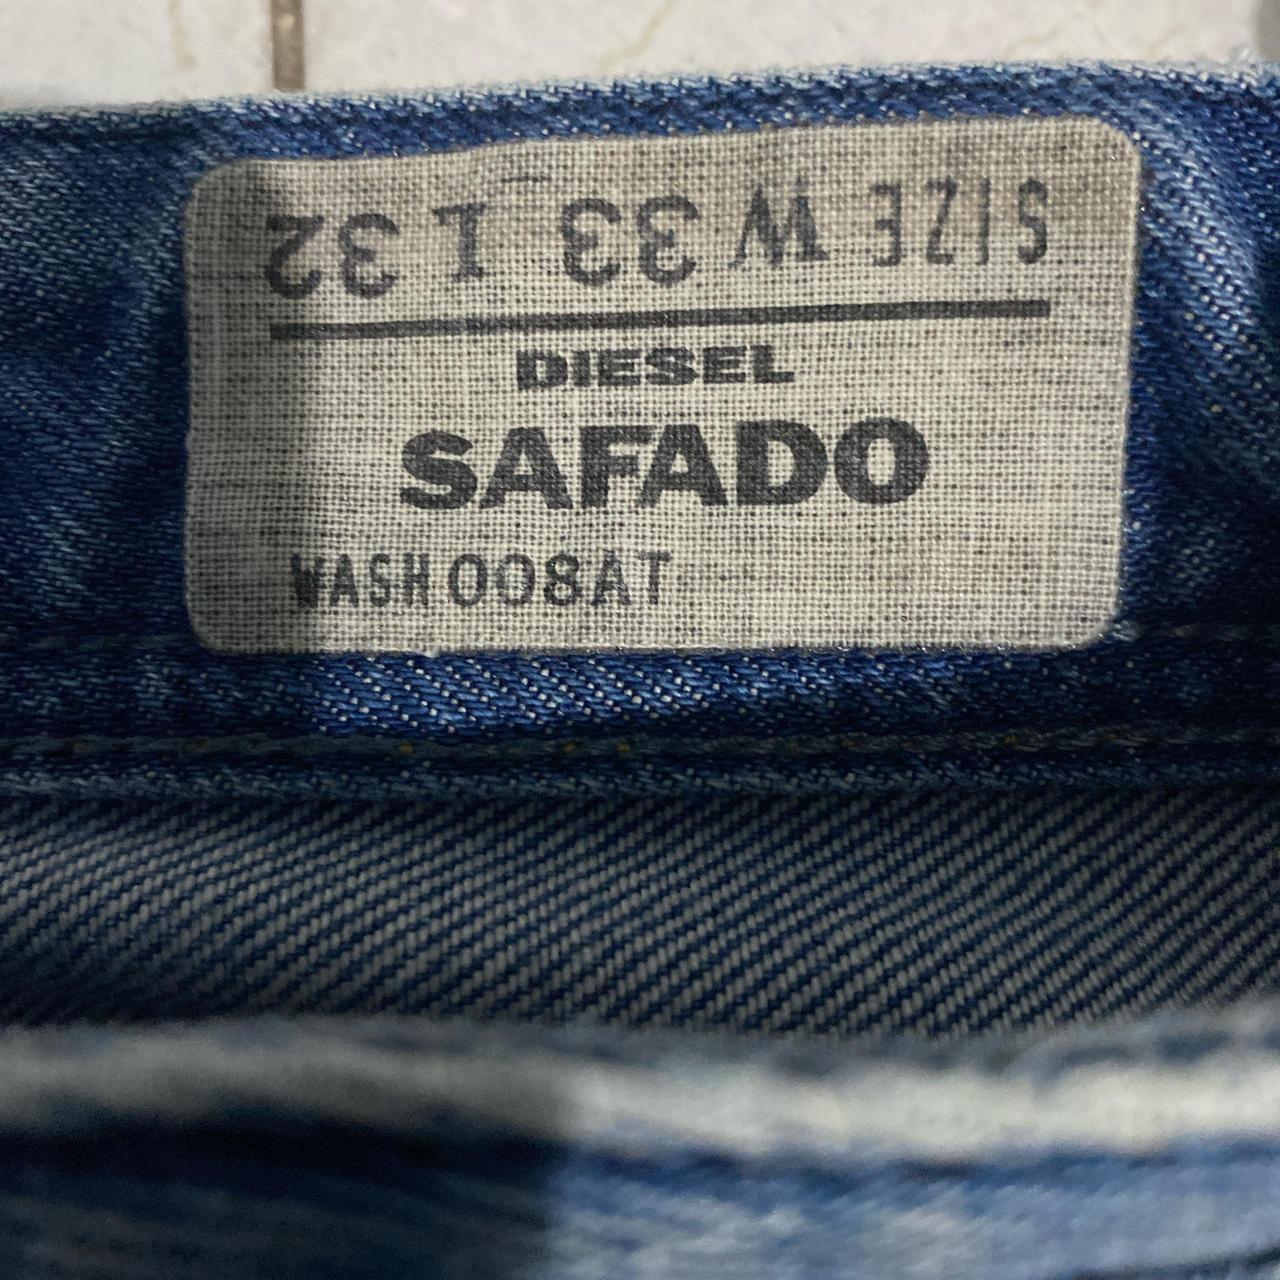 SIZE W 33 L 32
DIESEL
SAFADO
WASH 008AT